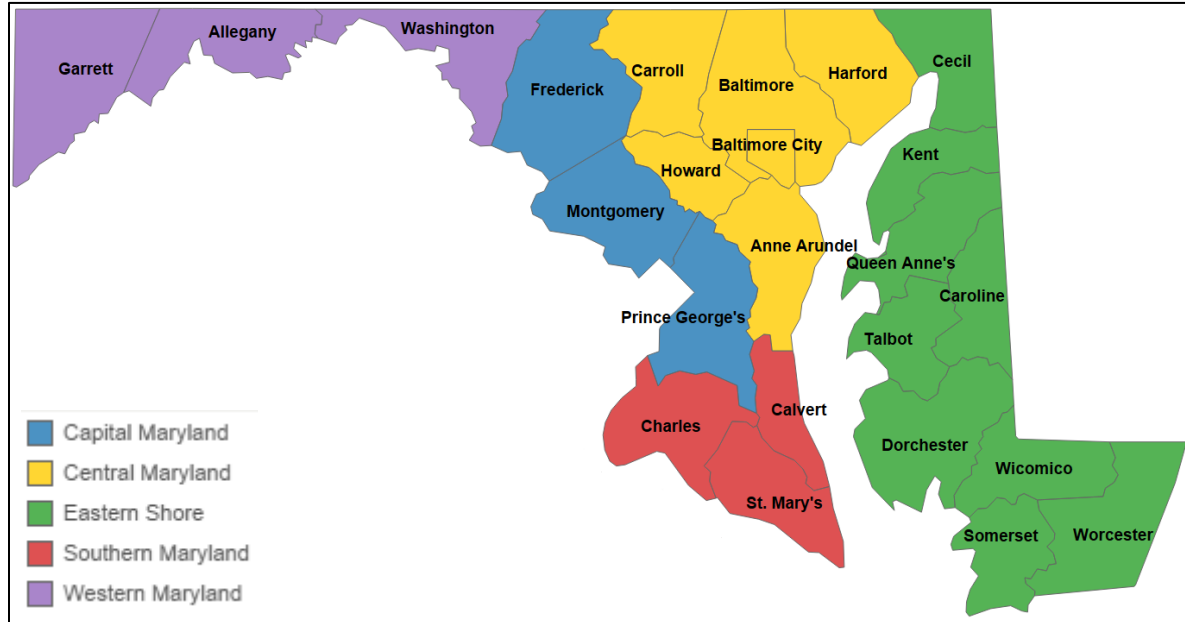 Washington
Allegany
Garrett
Frederick
Carroll
Baltimore
Harford
Cecil
Baltimore City
Howard
Kent
Montgomery
Anne Arundel
Queen Anne's
Caroline
Prince George's
Talbot
Charles
Calvert
Dorchester
Wicomico
St. Mary's
Somerset
Worcester
Capital Maryland
Central Maryland
Eastern Shore
Southern Maryland
Western Maryland